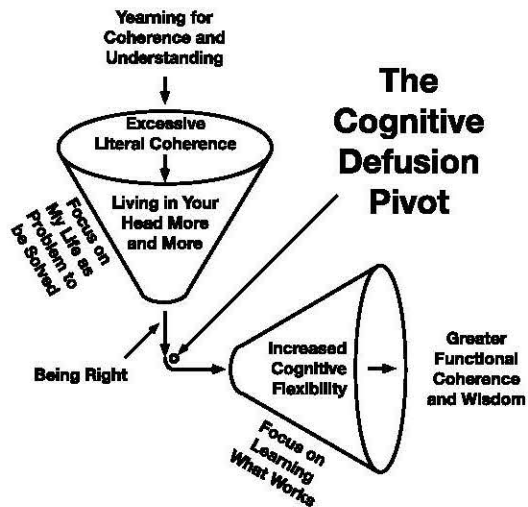 Yearning for
Coherence and
Understanding
The
Cognitive
Defusion
Pivot
Excessive
Literal Coherence
Living in Your
Head More
and More
Focus on
My Life as
Problem to
be Solved
Being Right
Increased
Cognitive
Flexibility
Greater
Functional
Coherence
and Wisdom
Focus on
Learning
What Works